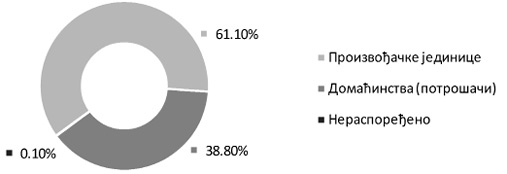 61.10%
Произвођачке јединице
Домаћинства (потрошачи)
Нераспоређено
0.10%
38.80%